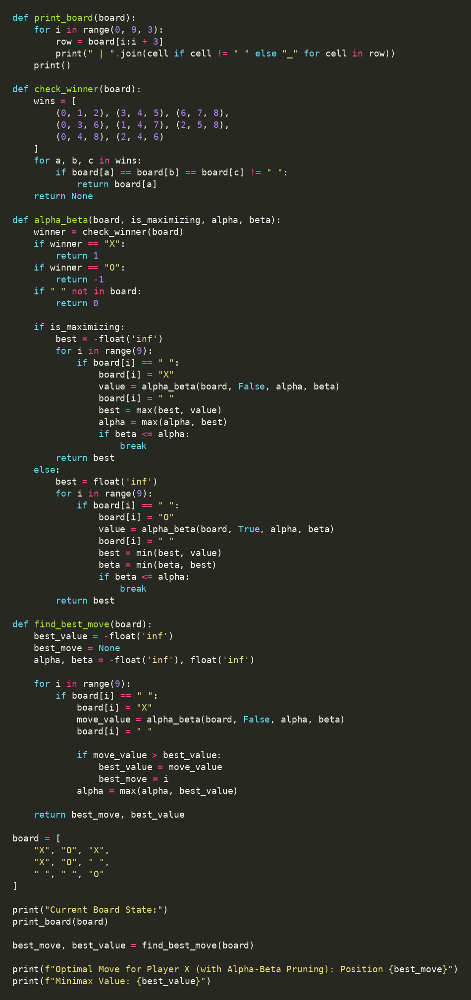 def print_board(board):
    for i in range(0, 9, 3):
        row = board[i:i + 3]
        print(" | ".join(cell if cell != " " else "_" for cell in row))
    print()

def check_winner(board):
    wins = [
        (0, 1, 2), (3, 4, 5), (6, 7, 8),
        (0, 3, 6), (1, 4, 7), (2, 5, 8),
        (0, 4, 8), (2, 4, 6)
    ]
    for a, b, c in wins:
        if board[a] == board[b] == board[c] != " ":
            return board[a]
    return None

def alpha_beta(board, is_maximizing, alpha, beta):
    winner = check_winner(board)
    if winner == "X":
        return 1
    if winner == "O":
        return -1
    if " " not in board:
        return 0

    if is_maximizing:
        best = -float('inf')
        for i in range(9):
            if board[i] == " ":
                board[i] = "X"
                value = alpha_beta(board, False, alpha, beta)
                board[i] = " "
                best = max(best, value)
                alpha = max(alpha, best)
                if beta <= alpha:
                    break
        return best
    else:
        best = float('inf')
        for i in range(9):
            if board[i] == " ":
                board[i] = "O"
                value = alpha_beta(board, True, alpha, beta)
                board[i] = " "
                best = min(best, value)
                beta = min(beta, best)
                if beta <= alpha:
                    break
        return best

def find_best_move(board):
    best_value = -float('inf')
    best_move = None
    alpha, beta = -float('inf'), float('inf')

    for i in range(9):
        if board[i] == " ":
            board[i] = "X"
            move_value = alpha_beta(board, False, alpha, beta)
            board[i] = " "

            if move_value > best_value:
                best_value = move_value
                best_move = i
            alpha = max(alpha, best_value)

    return best_move, best_value

board = [
    "X", "O", "X",
    "X", "O", " ",
    " ", " ", "O"
]

print("Current Board State:")
print_board(board)

best_move, best_value = find_best_move(board)

print(f"Optimal Move for Player X (with Alpha-Beta Pruning): Position {best_move}")
print(f"Minimax Value: {best_value}")